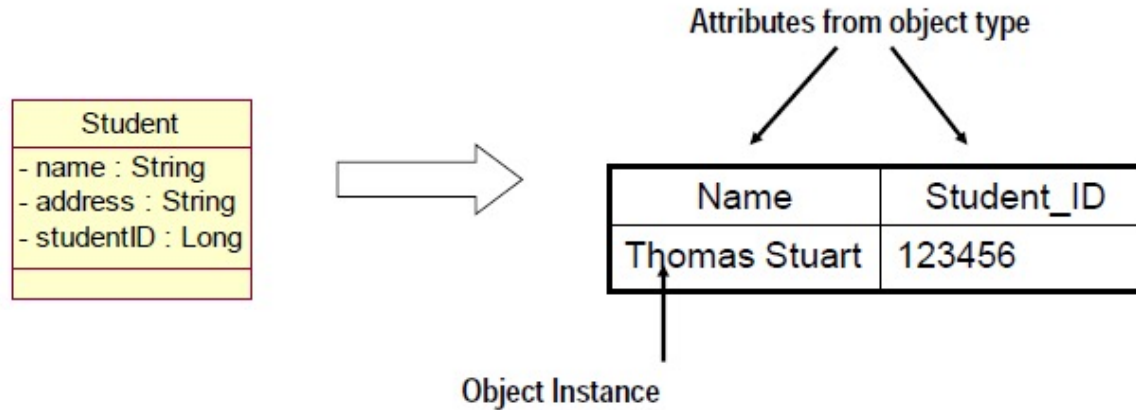 Attributes from object type
Student
- name : String
- address : String
- studentID : Long
Name Student_ID
Thomas Stuart 123456
Object Instance